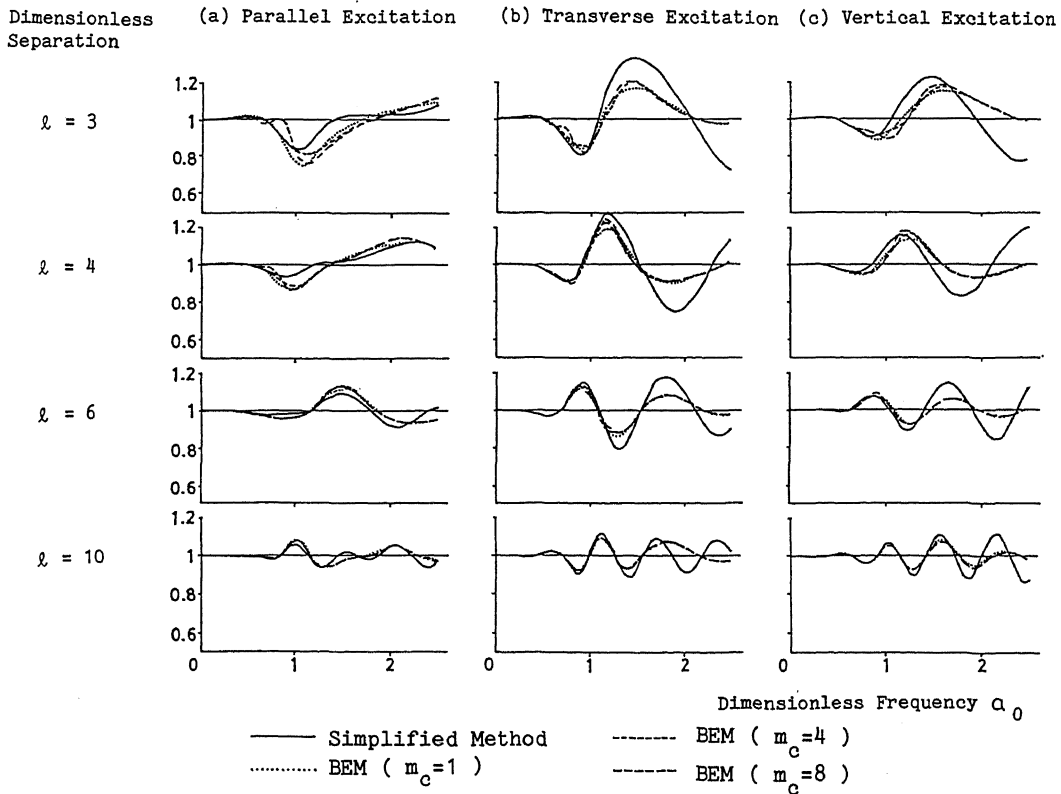 Dimensionless Separation
(a) Parallel Excitation
(b) Transverse Excitation
(c) Vertical Excitation
ℓ = 3
1.2
1
0.8
0.6
ℓ = 4
1.2
1
0.8
0.6
ℓ = 6
1.2
1
0.8
0.6
ℓ = 10
1.2
1
0.8
0.6
0 1 2
0 1 2
0 1 2
Dimensionless Frequency a₀
Simplified Method
BEM ( m_c=1 )
BEM ( m_c=4 )
BEM ( m_c=8 )